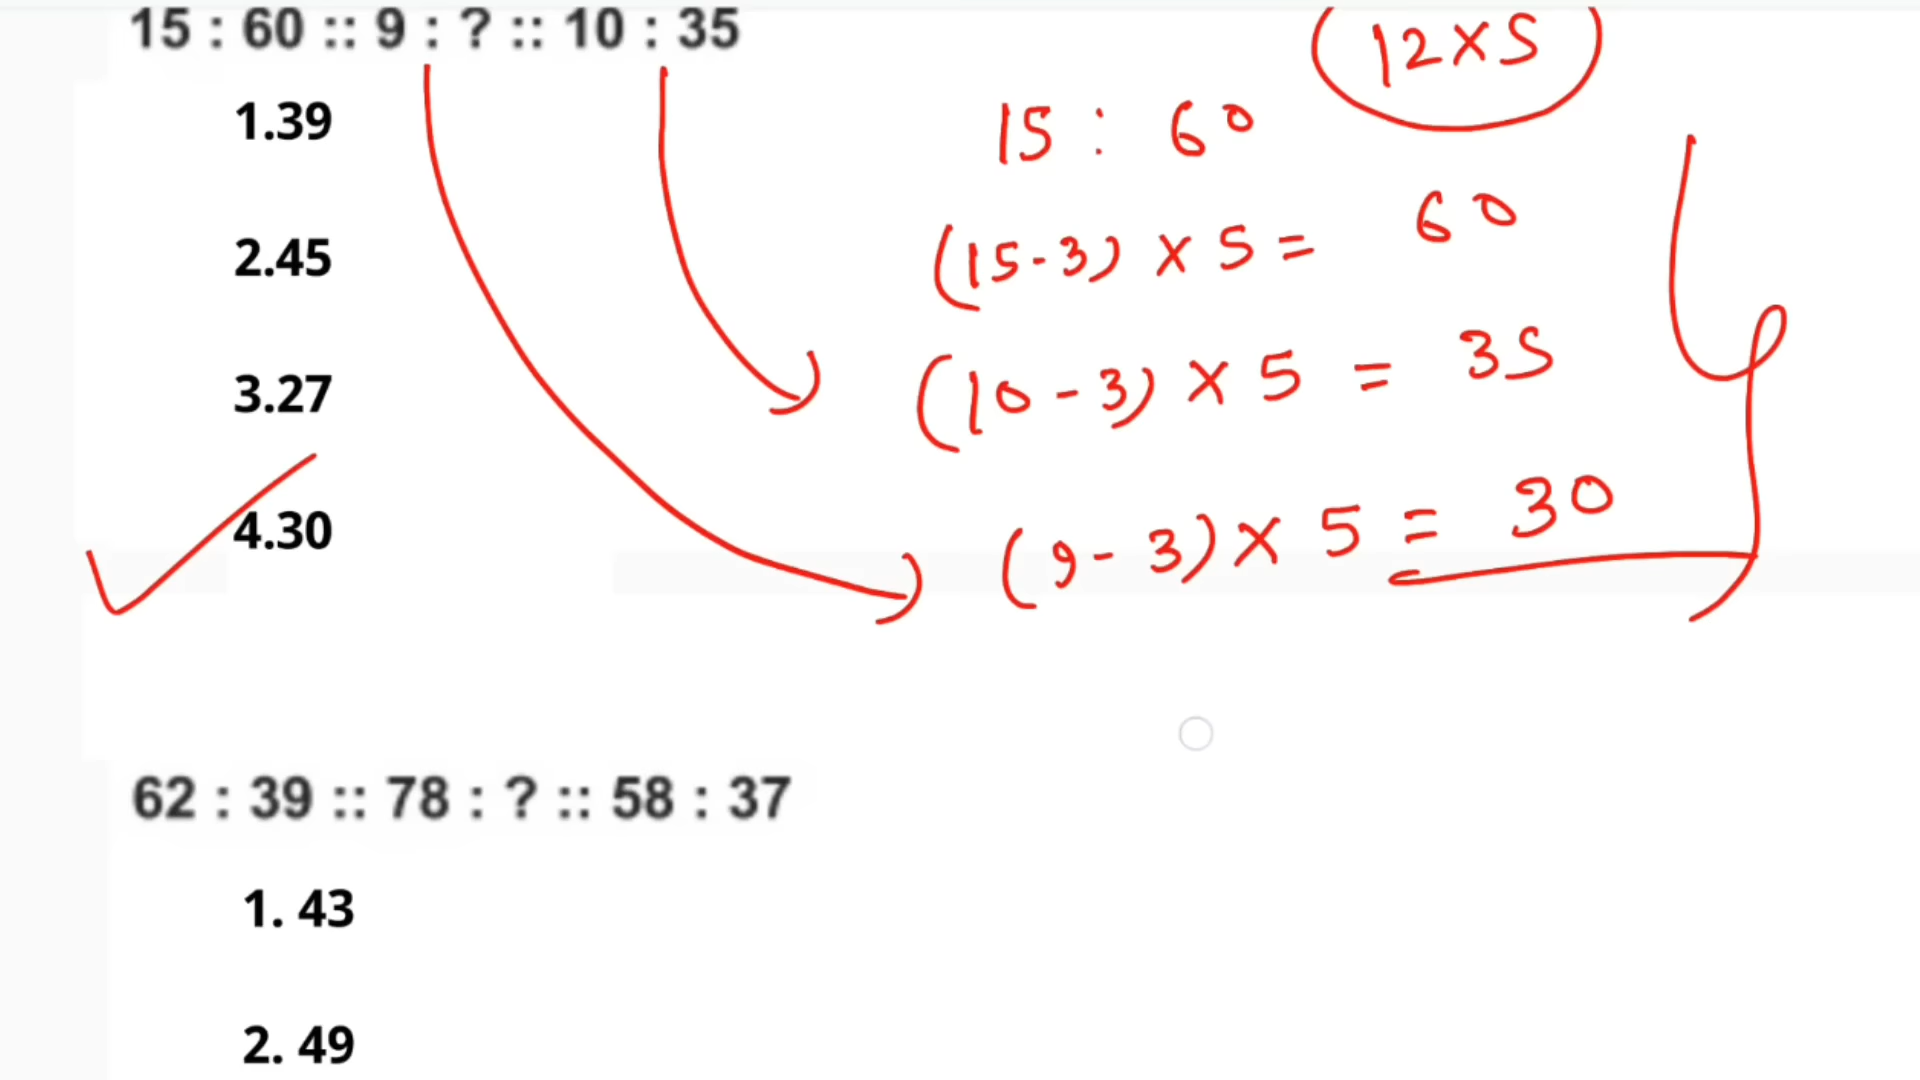 15 : 60 :: 9 : ? :: 10 : 35
12×5
1.39
15 : 60
2.45
(15-3) × 5 = 60
3.27
(10-3) × 5 = 35
4.30
(9-3) × 5 = 30
62 : 39 :: 78 : ? :: 58 : 37
1. 43
2. 49